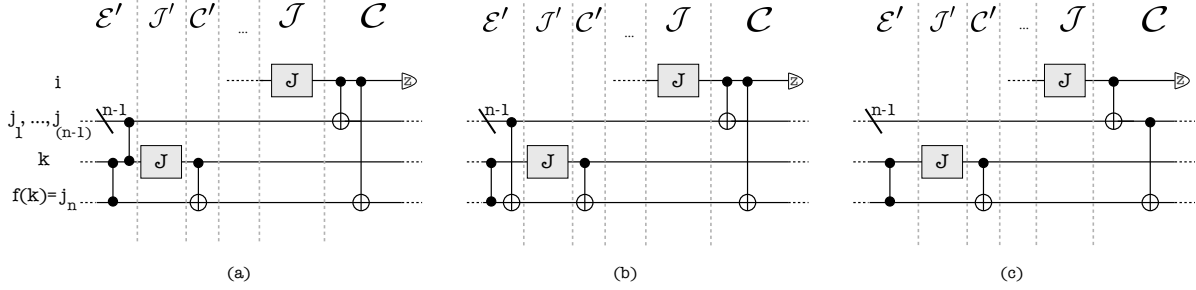 ℰ′ 𝒥′ 𝒞′ ... 𝒥 𝒞
ℰ′ 𝒥′ 𝒞′ ... 𝒥 𝒞
ℰ′ 𝒥′ 𝒞′ ... 𝒥 𝒞
i
J Z
J Z
J Z
j₁, ..., j₍ₙ₋₁₎
n-1
n-1
n-1
k
J
J
J
f(k)=jₙ
(a) (b) (c)